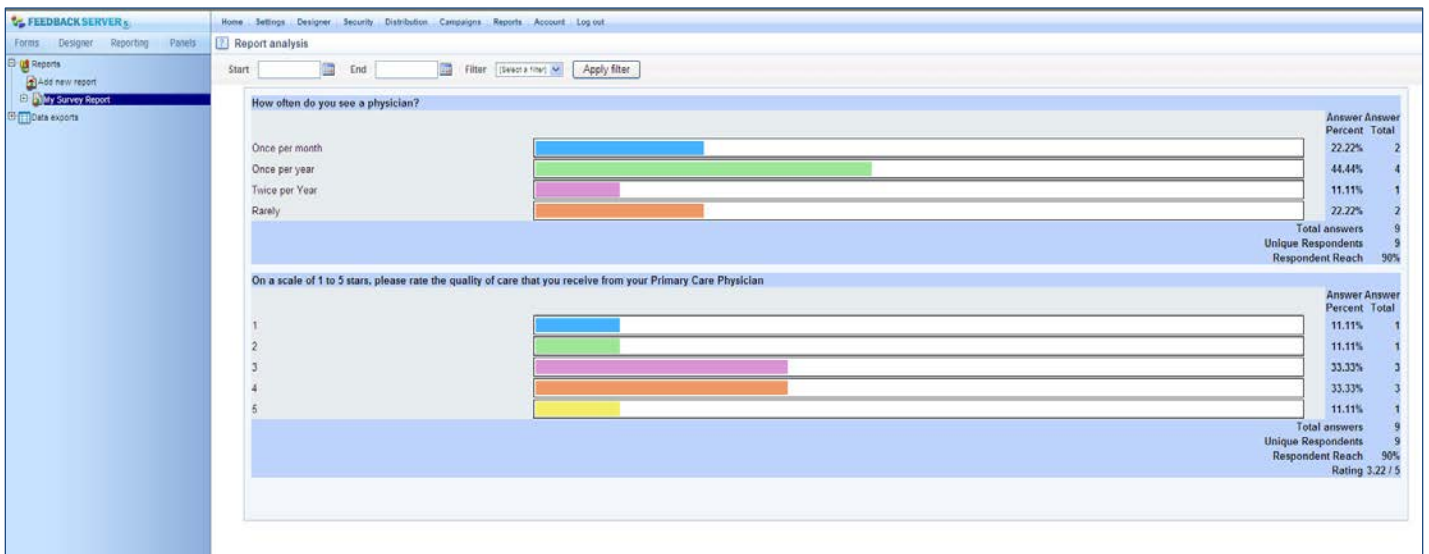 FEEDBACK SERVER 5
Home Settings Designer Security Distribution Campaigns Reports Account Log out
Forms Designer Reporting Panels
Reports
Add new report
My Survey Report
Data exports
? Report analysis
Start End Filter [Select a filter] Apply filter
How often do you see a physician?
Answer Answer
Percent Total
Once per month 22.22% 2
Once per year 44.44% 4
Twice per Year 11.11% 1
Rarely 22.22% 2
Total answers 9
Unique Respondents 9
Respondent Reach 90%
On a scale of 1 to 5 stars, please rate the quality of care that you receive from your Primary Care Physician
Answer Answer
Percent Total
1 11.11% 1
2 11.11% 1
3 33.33% 3
4 33.33% 3
5 11.11% 1
Total answers 9
Unique Respondents 9
Respondent Reach 90%
Rating 3.22 / 5